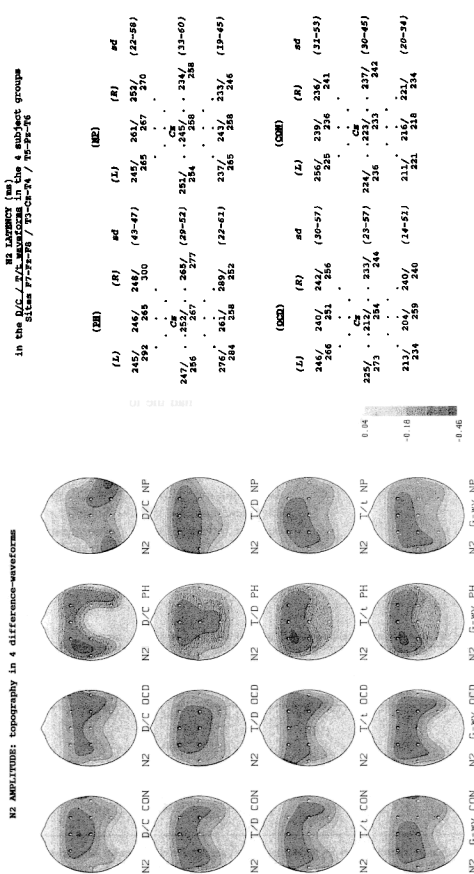 N2 AMPLITUDE: topography in 4 difference-waveforms
N2 D/C CON N2 D/C OCD N2 D/C PH N2 D/C NP
N2 T/D CON N2 T/D OCD N2 T/D PH N2 T/D NP
N2 T/t CON N2 T/t OCD N2 T/t PH N2 T/t NP
N2 G-wv CON N2 G-wv OCD N2 G-wv PH N2 G-wv NP
0.04
-0.18
-0.46
N2 LATENCY (ms)
in the D/C / T/t waveforms in the 4 subject groups
Sites F7-Fz-F8 / T3-Cz-T4 / T5-Pz-T6
(PH) (NP)
(L) (R) sd (L) (R) sd
245/ 246/ 248/ (43-47) 245/ 261/ 252/ (22-58)
292 265 300 265 267 270
Cz Cz
247/ . .252/ . .265/ (29-52) 251/ . .245/ . .234/ (33-60)
256 267 277 254 258 258
276/ 261/ 289/ (22-61) 237/ 243/ 233/ (19-45)
284 258 252 265 258 246
(OCD) (CON)
(L) (R) sd (L) (R) sd
246/ 240/ 242/ (30-57) 256/ 239/ 236/ (31-53)
266 251 256 225 236 241
Cz Cz
225/ . .212/ . .233/ (23-57) 224/ . .223/ . .237/ (30-45)
273 254 244 236 213 242
213/ 204/ 240/ (14-51) 211/ 216/ 221/ (20-34)
234 259 240 221 218 234